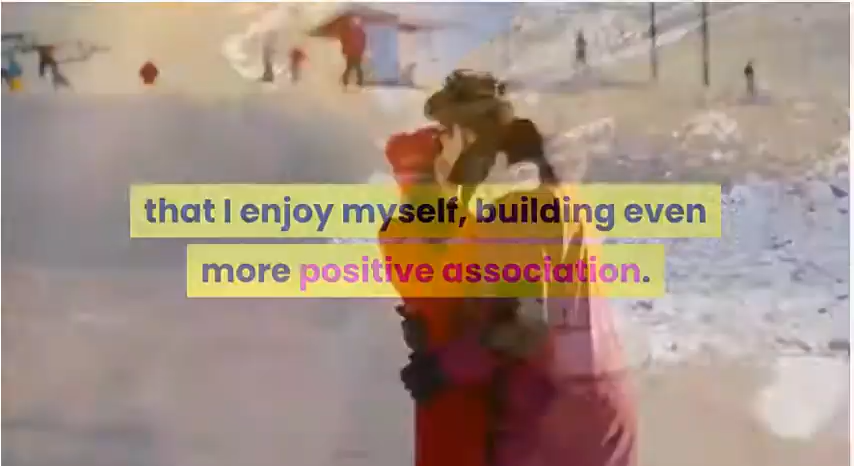 that I enjoy myself, building even
more positive association.